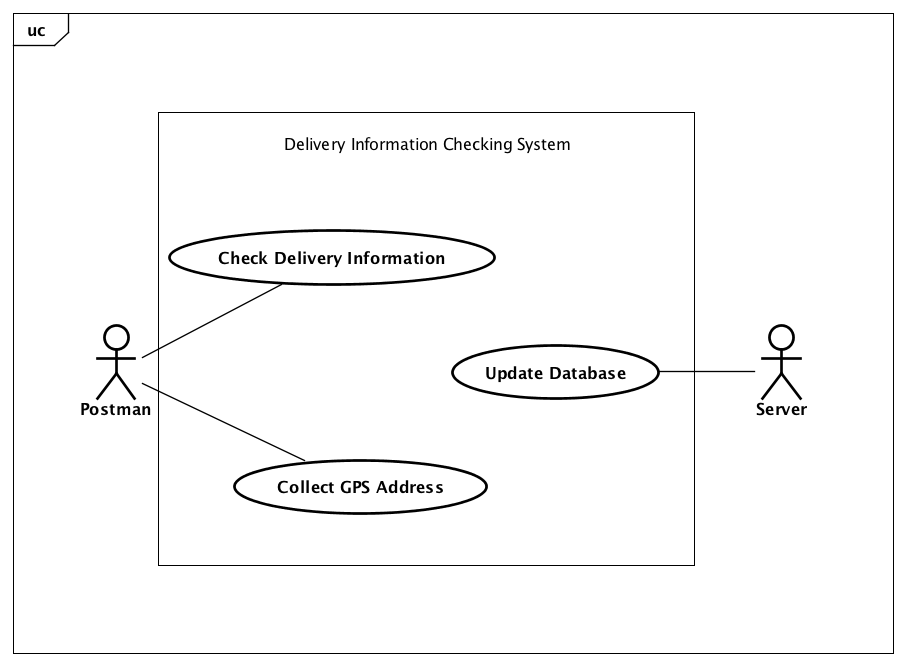 uc
Delivery Information Checking System
Check Delivery Information
Update Database
Postman
Server
Collect GPS Address